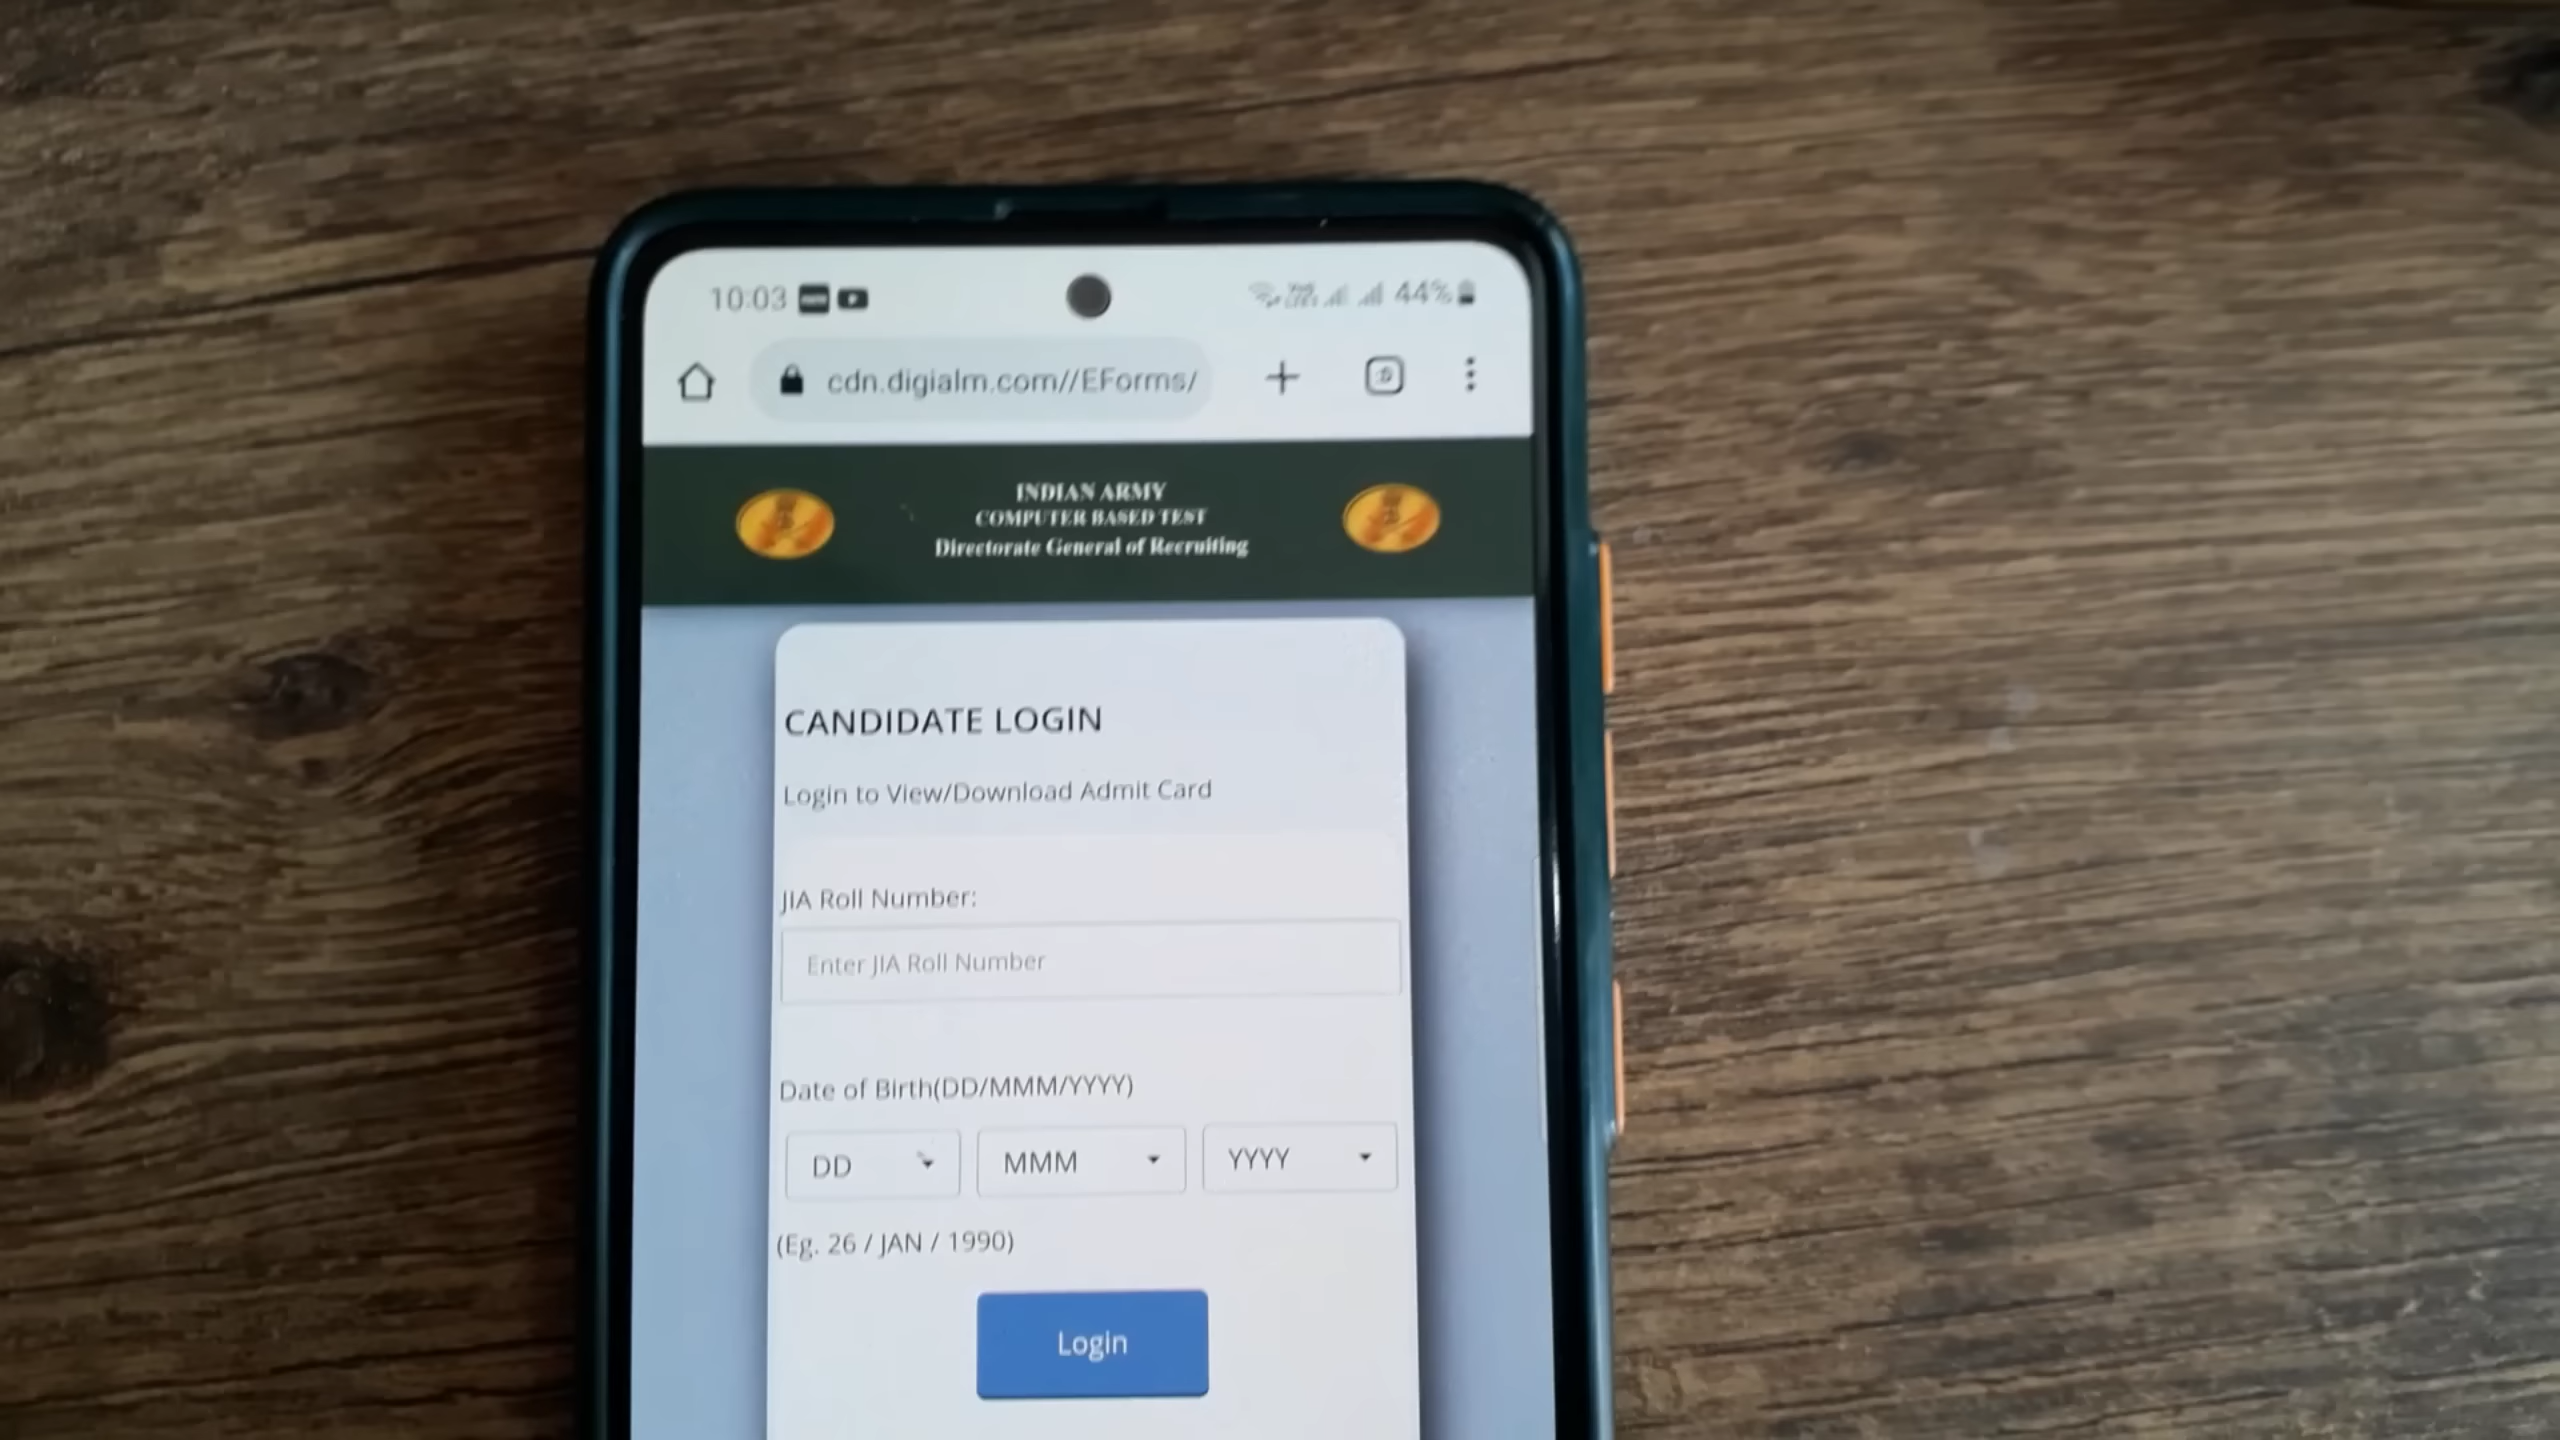 10:03
44%
cdn.digialm.com//EForms/
INDIAN ARMY
COMPUTER BASED TEST
Directorate General of Recruiting
CANDIDATE LOGIN
Login to View/Download Admit Card
JIA Roll Number:
Enter JIA Roll Number
Date of Birth(DD/MMM/YYYY)
DD MMM YYYY
(Eg. 26 / JAN / 1990)
Login